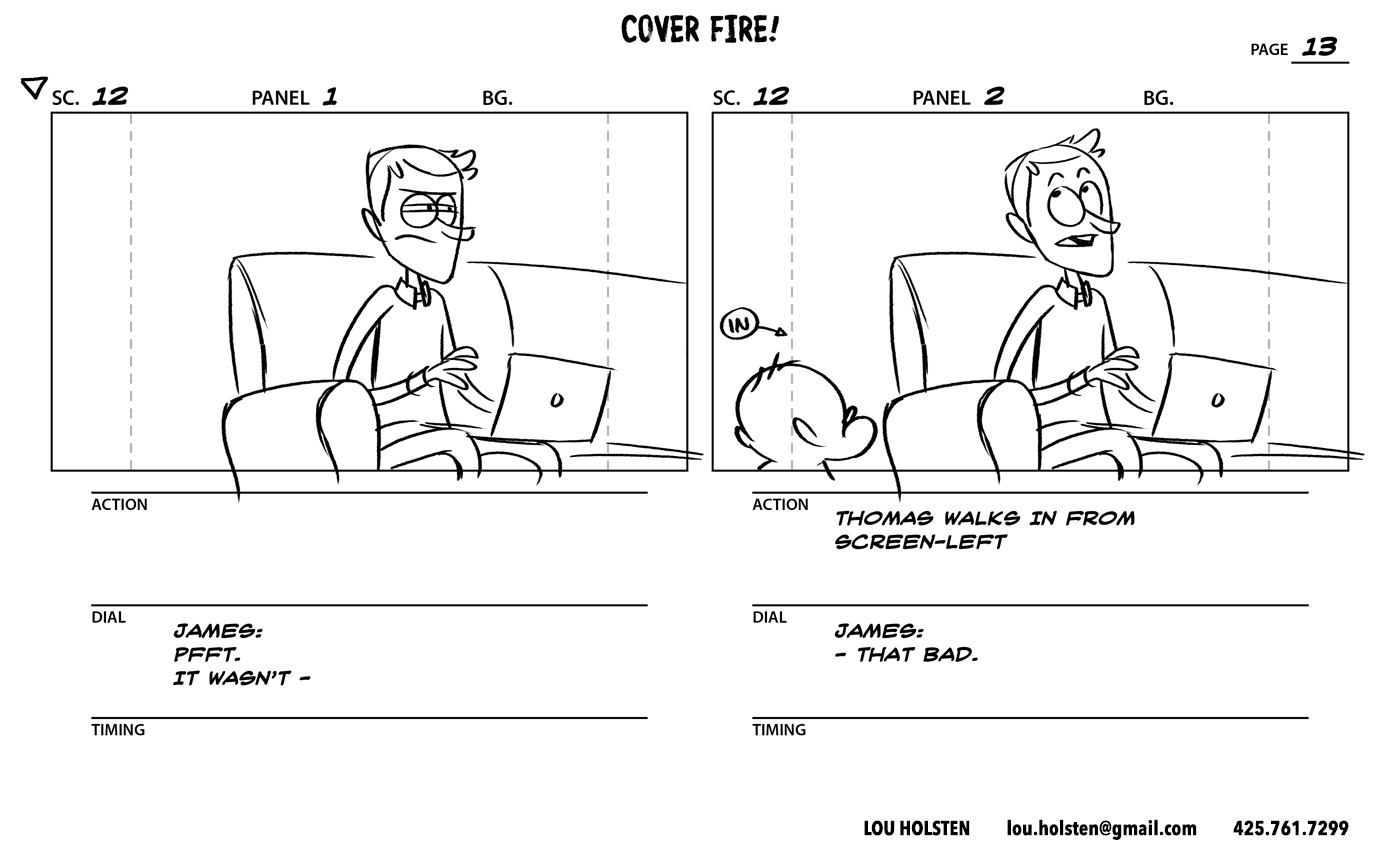 COVER FIRE!
PAGE 13
SC. 12 PANEL 1 BG.
SC. 12 PANEL 2 BG.
IN
ACTION
DIAL
JAMES:
PFFT.
IT WASN'T -
TIMING
ACTION
THOMAS WALKS IN FROM
SCREEN-LEFT
DIAL
JAMES:
- THAT BAD.
TIMING
LOU HOLSTEN lou.holsten@gmail.com 425.761.7299